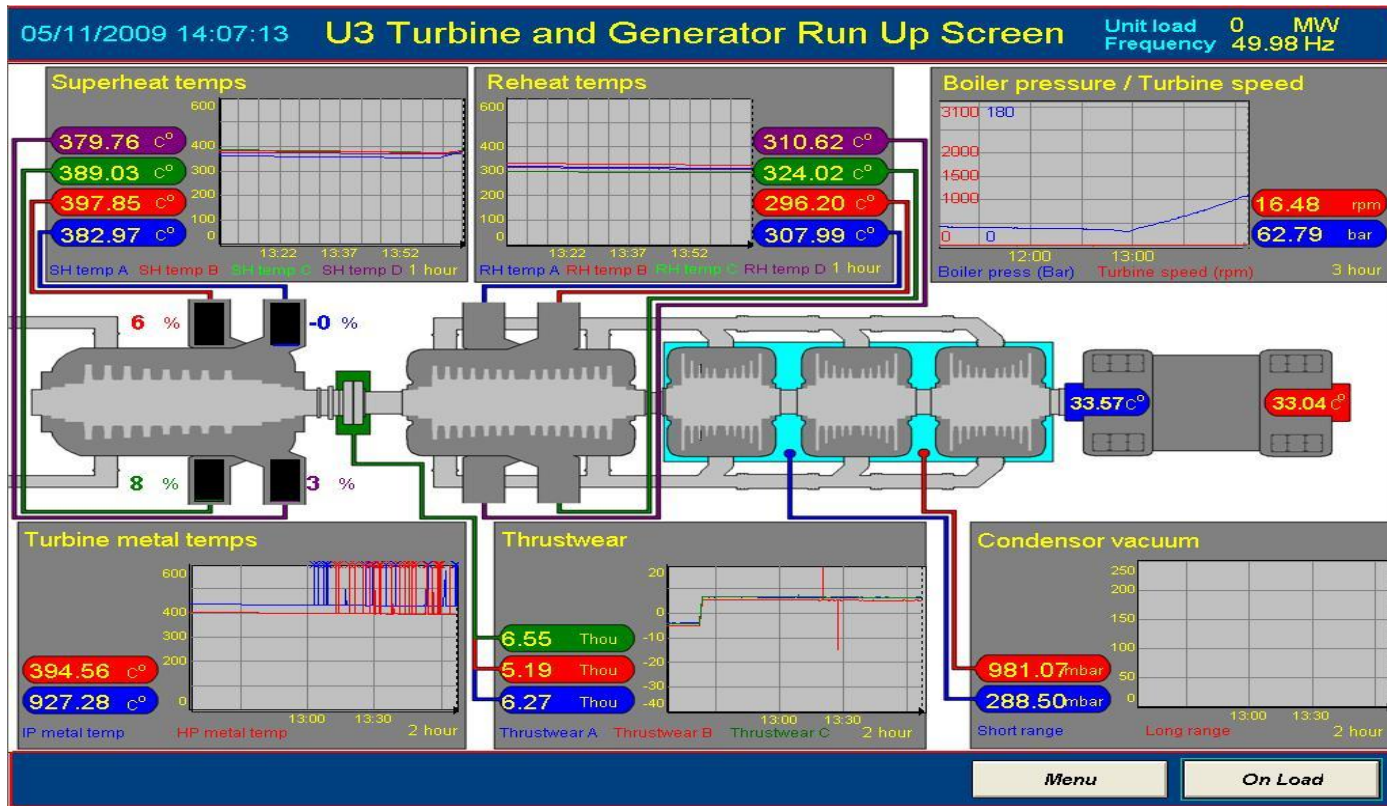 05/11/2009 14:07:13 U3 Turbine and Generator Run Up Screen Unit load 0 MW
Frequency 49.98 Hz
Superheat temps
600
400
300
200
100
0
379.76 C°
389.03 C°
397.85 C°
382.97 C°
13:22 13:37 13:52
SH temp A SH temp B SH temp C SH temp D 1 hour
Reheat temps
600
400
300
200
100
0
310.62 C°
324.02 C°
296.20 C°
307.99 C°
13:22 13:37 13:52
RH temp A RH temp B RH temp C RH temp D 1 hour
Boiler pressure / Turbine speed
3100 180
2000
1500
1000
0 0
16.48 rpm
62.79 bar
12:00 13:00
Boiler press (Bar) Turbine speed (rpm) 3 hour
6 % -0 %
33.57 C° 33.04 C°
8 % 3 %
Turbine metal temps
600
400
300
200
0
394.56 C°
927.28 C°
13:00 13:30
IP metal temp HP metal temp 2 hour
Thrustwear
20
0
-10
-20
-30
-40
6.55 Thou
5.19 Thou
6.27 Thou
13:00 13:30
Thrustwear A Thrustwear B Thrustwear C 2 hour
Condensor vacuum
250
200
150
100
50
0
981.07 mbar
288.50 mbar
13:00 13:30
Short range Long range 2 hour
Menu On Load